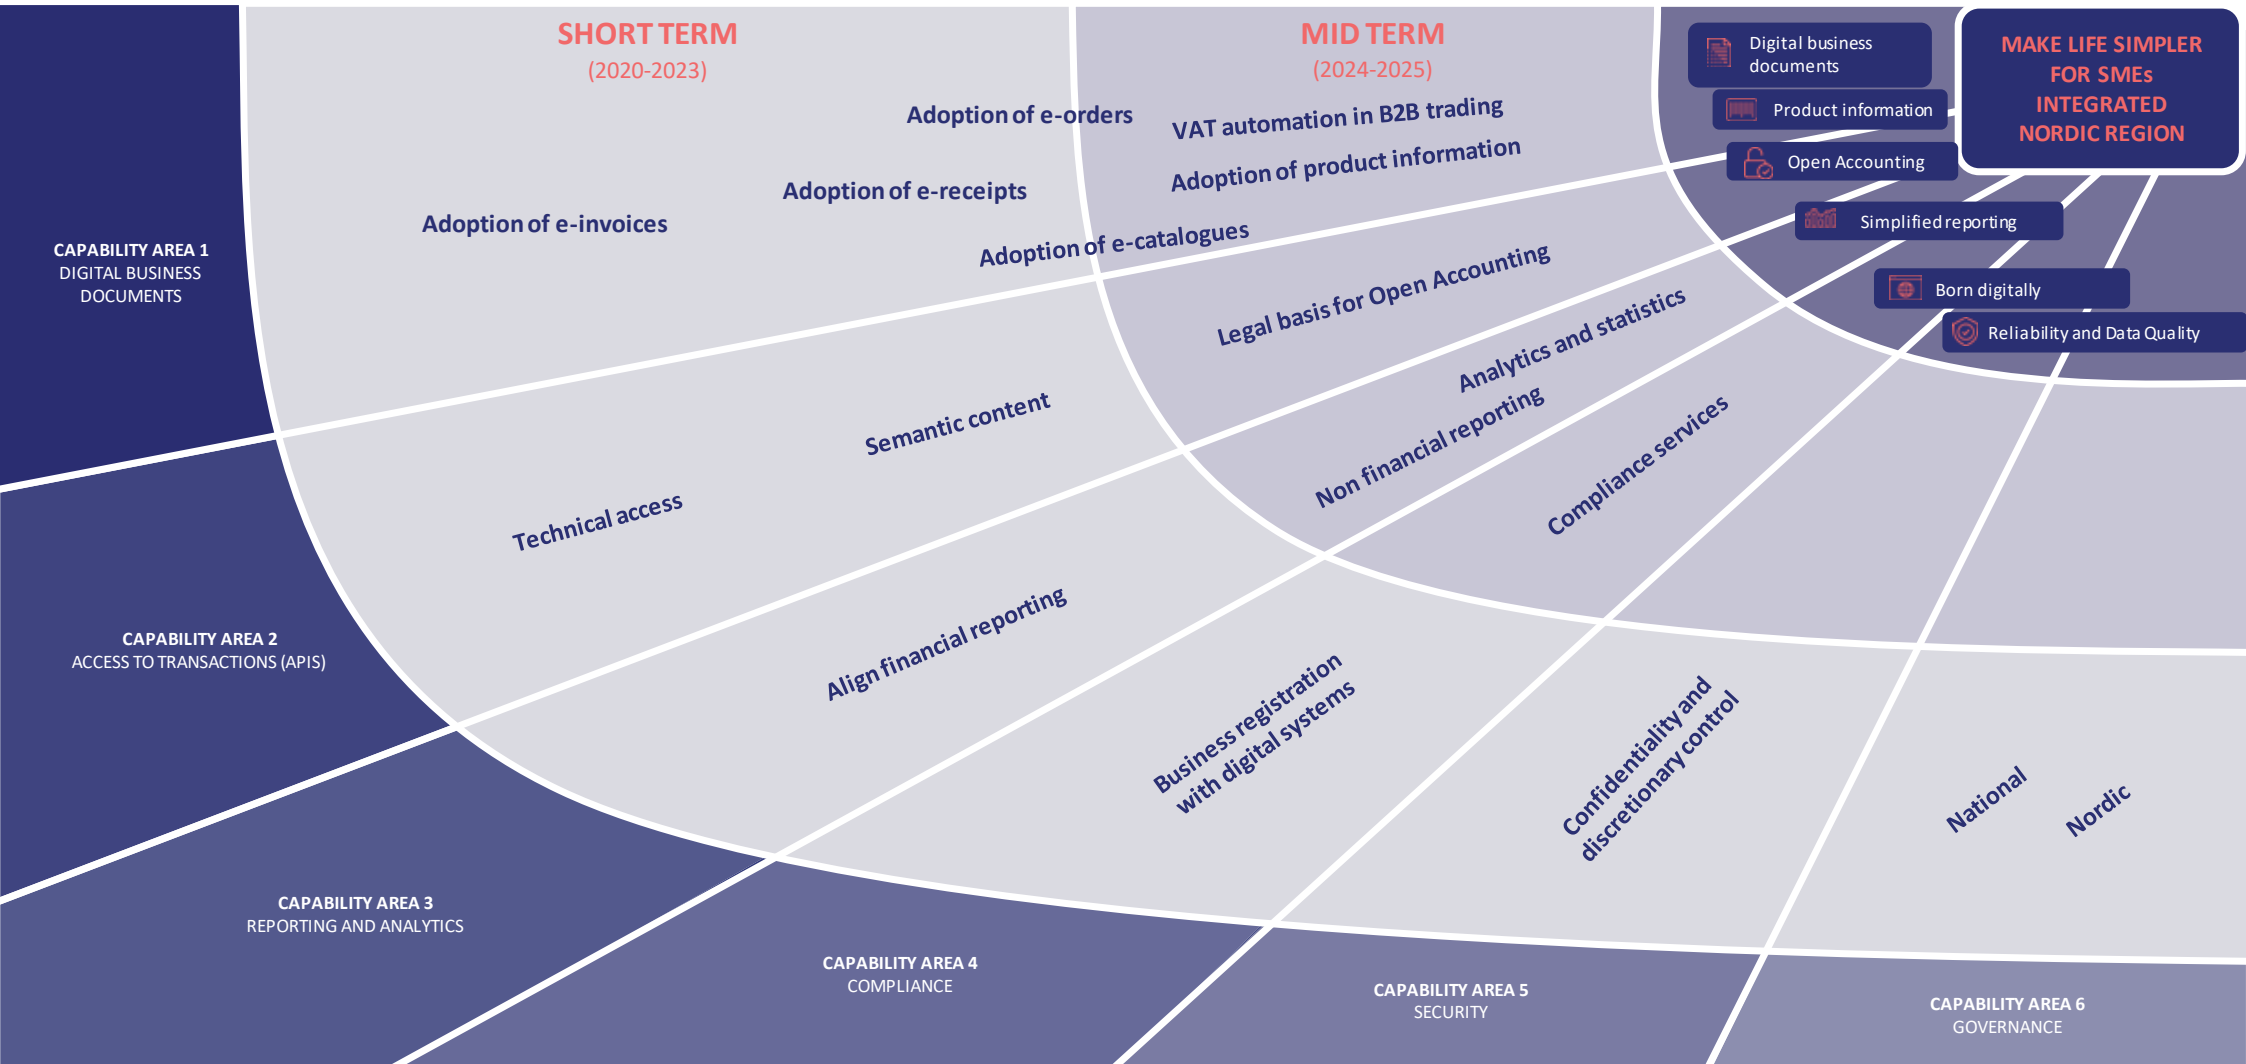 SHORT TERM
(2020-2023)
MID TERM
(2024-2025)
MAKE LIFE SIMPLER
FOR SMEs
INTEGRATED
NORDIC REGION
Digital business
documents
Product information
Open Accounting
Simplified reporting
Born digitally
Reliability and Data Quality
Adoption of e-orders
Adoption of e-receipts
Adoption of e-invoices
Adoption of e-catalogues
VAT automation in B2B trading
Adoption of product information
Legal basis for Open Accounting
Analytics and statistics
Non financial reporting
Compliance services
Semantic content
Technical access
Align financial reporting
Business registration
with digital systems
Confidentiality and
discretionary control
National
Nordic
CAPABILITY AREA 1
DIGITAL BUSINESS
DOCUMENTS
CAPABILITY AREA 2
ACCESS TO TRANSACTIONS (APIS)
CAPABILITY AREA 3
REPORTING AND ANALYTICS
CAPABILITY AREA 4
COMPLIANCE
CAPABILITY AREA 5
SECURITY
CAPABILITY AREA 6
GOVERNANCE